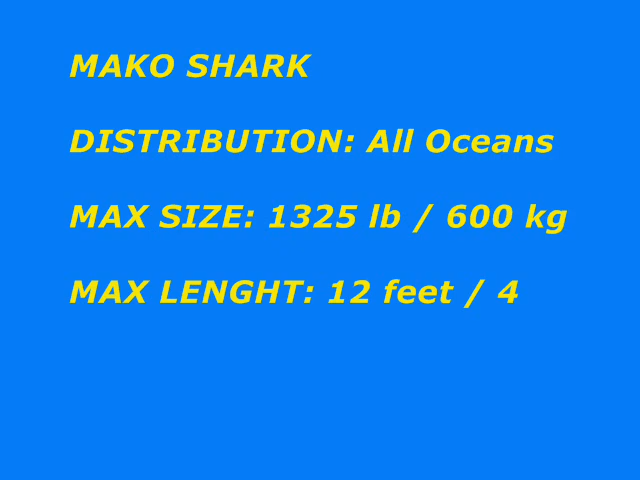 MAKO SHARK
DISTRIBUTION: All Oceans
MAX SIZE: 1325 lb / 600 kg
MAX LENGHT: 12 feet / 4